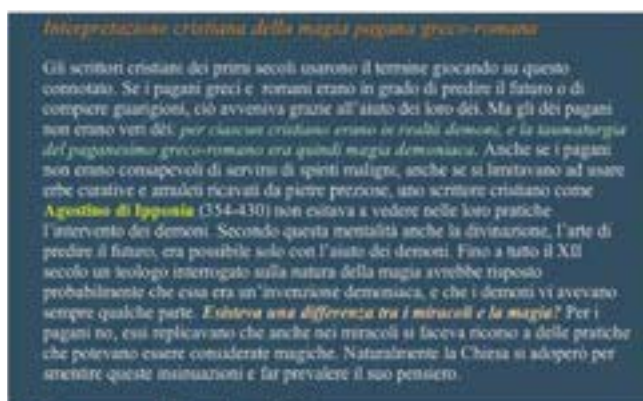 Interpretazione cristiana della magia pagana greco-romana
Gli scrittori cristiani dei primi secoli usarono il termine giocando su questo
connotato. Se i pagani greci e romani erano in grado di predire il futuro o di
compiere guarigioni, ciò avveniva grazie all'aiuto dei loro dèi. Ma gli dèi pagani
non erano veri dèi, per ciascun cristiano erano in realtà demoni, e la taumaturgia
del paganesimo greco-romano era quindi magia demoniaca. Anche se i pagani
non erano consapevoli di servirsi di spiriti maligni, anche se si limitavano ad usare
erbe curative e amuleti ricavati da pietre preziose, uno scrittore cristiano come
Agostino di Ipponia (354-430) non esitava a vedere nelle loro pratiche
l'intervento dei demoni. Secondo questa mentalità anche la divinazione, l'arte di
predire il futuro, era possibile solo con l'aiuto dei demoni. Fino a tutto il XII
secolo un teologo interrogato sulla natura della magia avrebbe risposto
probabilmente che essa era un'invenzione demoniaca, e che i demoni vi avevano
sempre qualche parte. Esisteva una differenza tra i miracoli e la magia? Per i
pagani no, essi replicavano che anche nei miracoli si faceva ricorso a delle pratiche
che potevano essere considerate magiche. Naturalmente la Chiesa si adoperò per
smentire queste insinuazioni e far prevalere il suo pensiero.